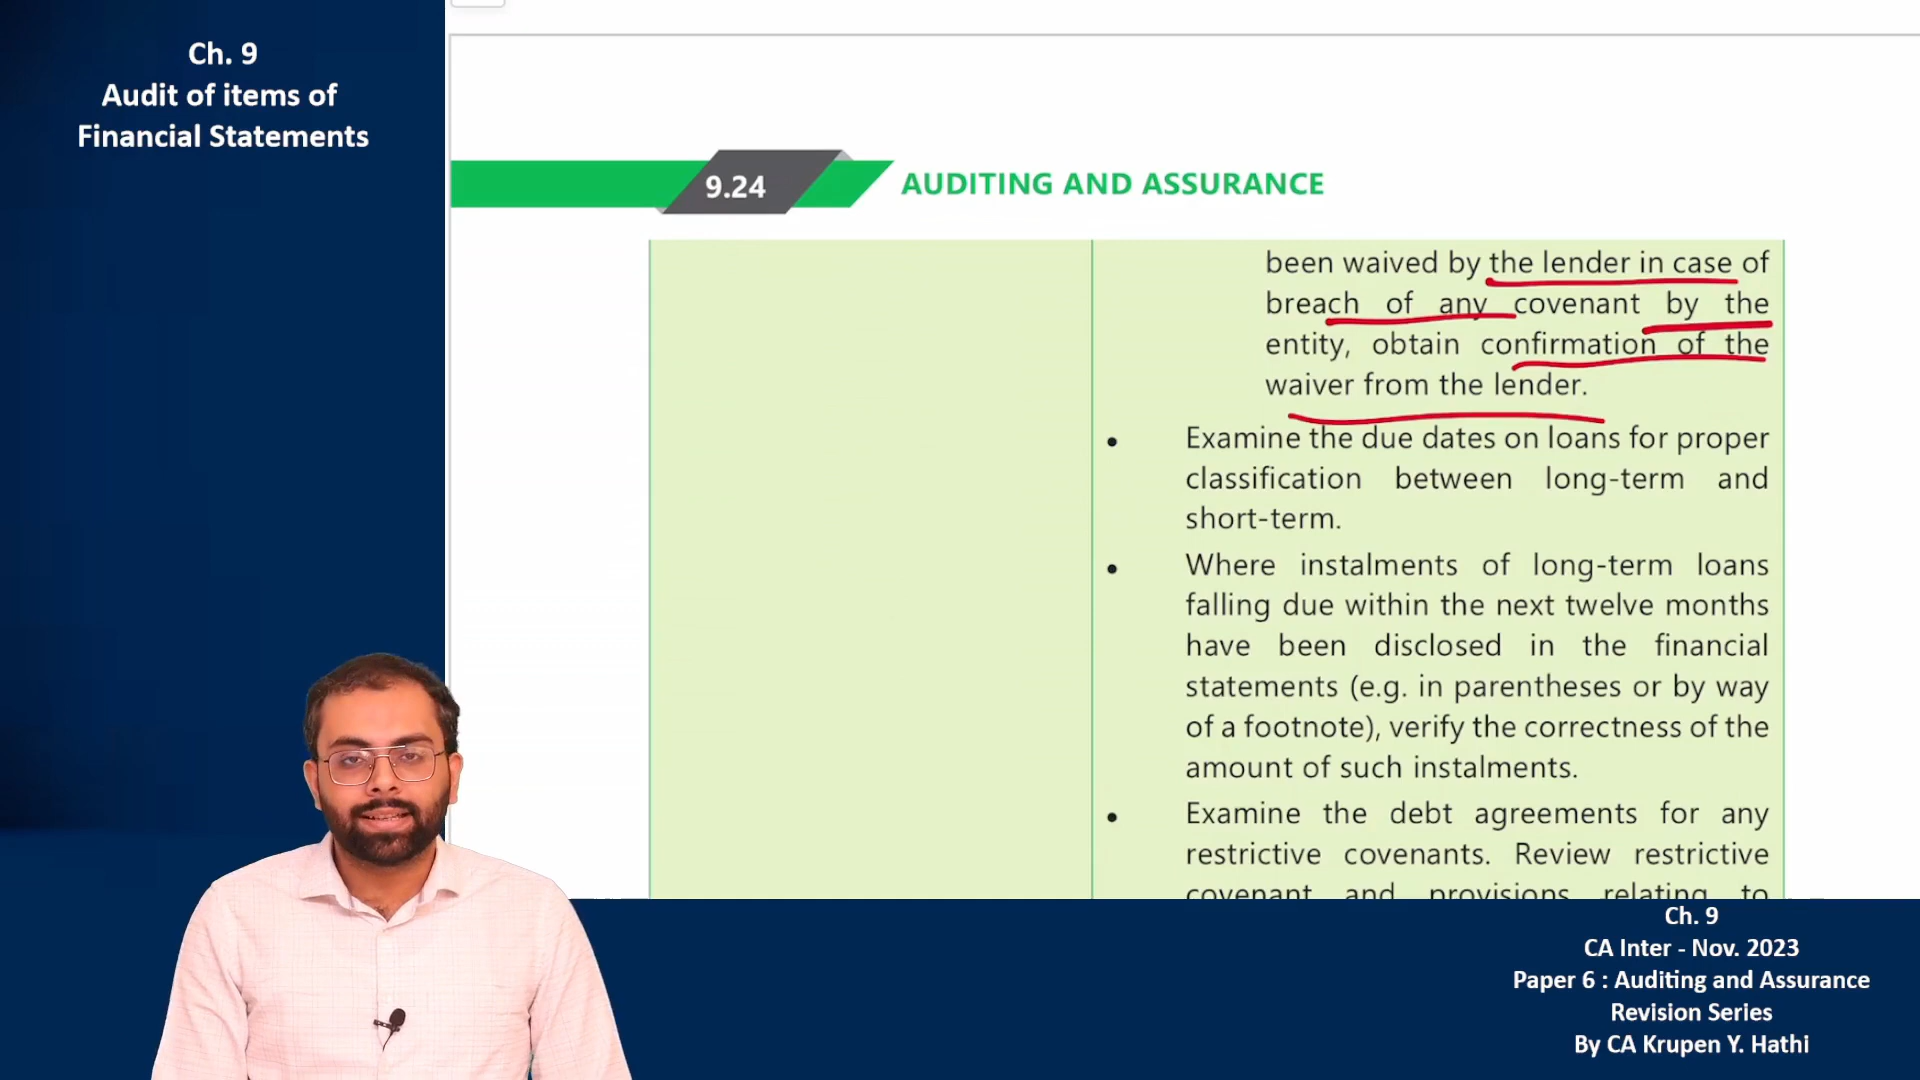 Ch. 9
Audit of items of
Financial Statements
9.24
AUDITING AND ASSURANCE
been waived by the lender in case of
breach of any covenant by the
entity, obtain confirmation of the
waiver from the lender.
• Examine the due dates on loans for proper
classification between long-term and
short-term.
• Where instalments of long-term loans
falling due within the next twelve months
have been disclosed in the financial
statements (e.g. in parentheses or by way
of a footnote), verify the correctness of the
amount of such instalments.
• Examine the debt agreements for any
restrictive covenants. Review restrictive
covenant and provisions relating to
Ch. 9
CA Inter - Nov. 2023
Paper 6 : Auditing and Assurance
Revision Series
By CA Krupen Y. Hathi